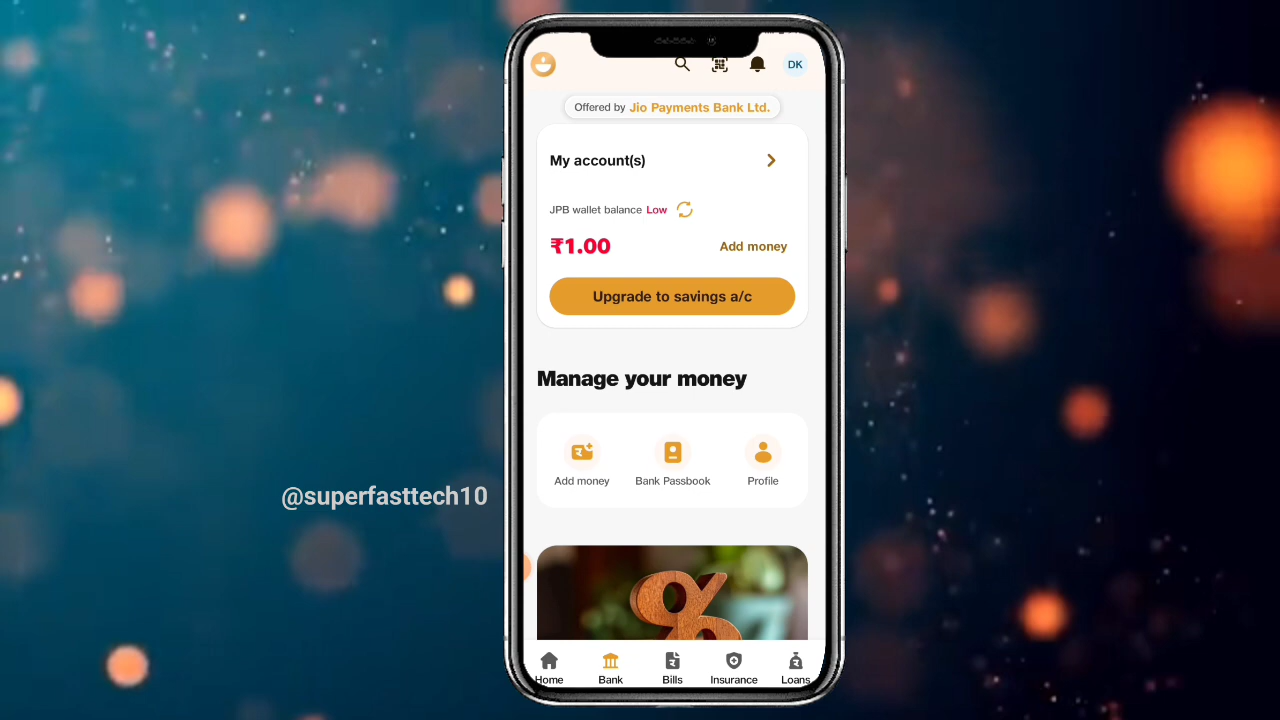 DK
Offered by Jio Payments Bank Ltd.
My account(s)
JPB wallet balance Low
₹1.00
Add money
Upgrade to savings a/c
Manage your money
Add money
Bank Passbook
Profile
@superfasttech10
Home
Bank
Bills
Insurance
Loans